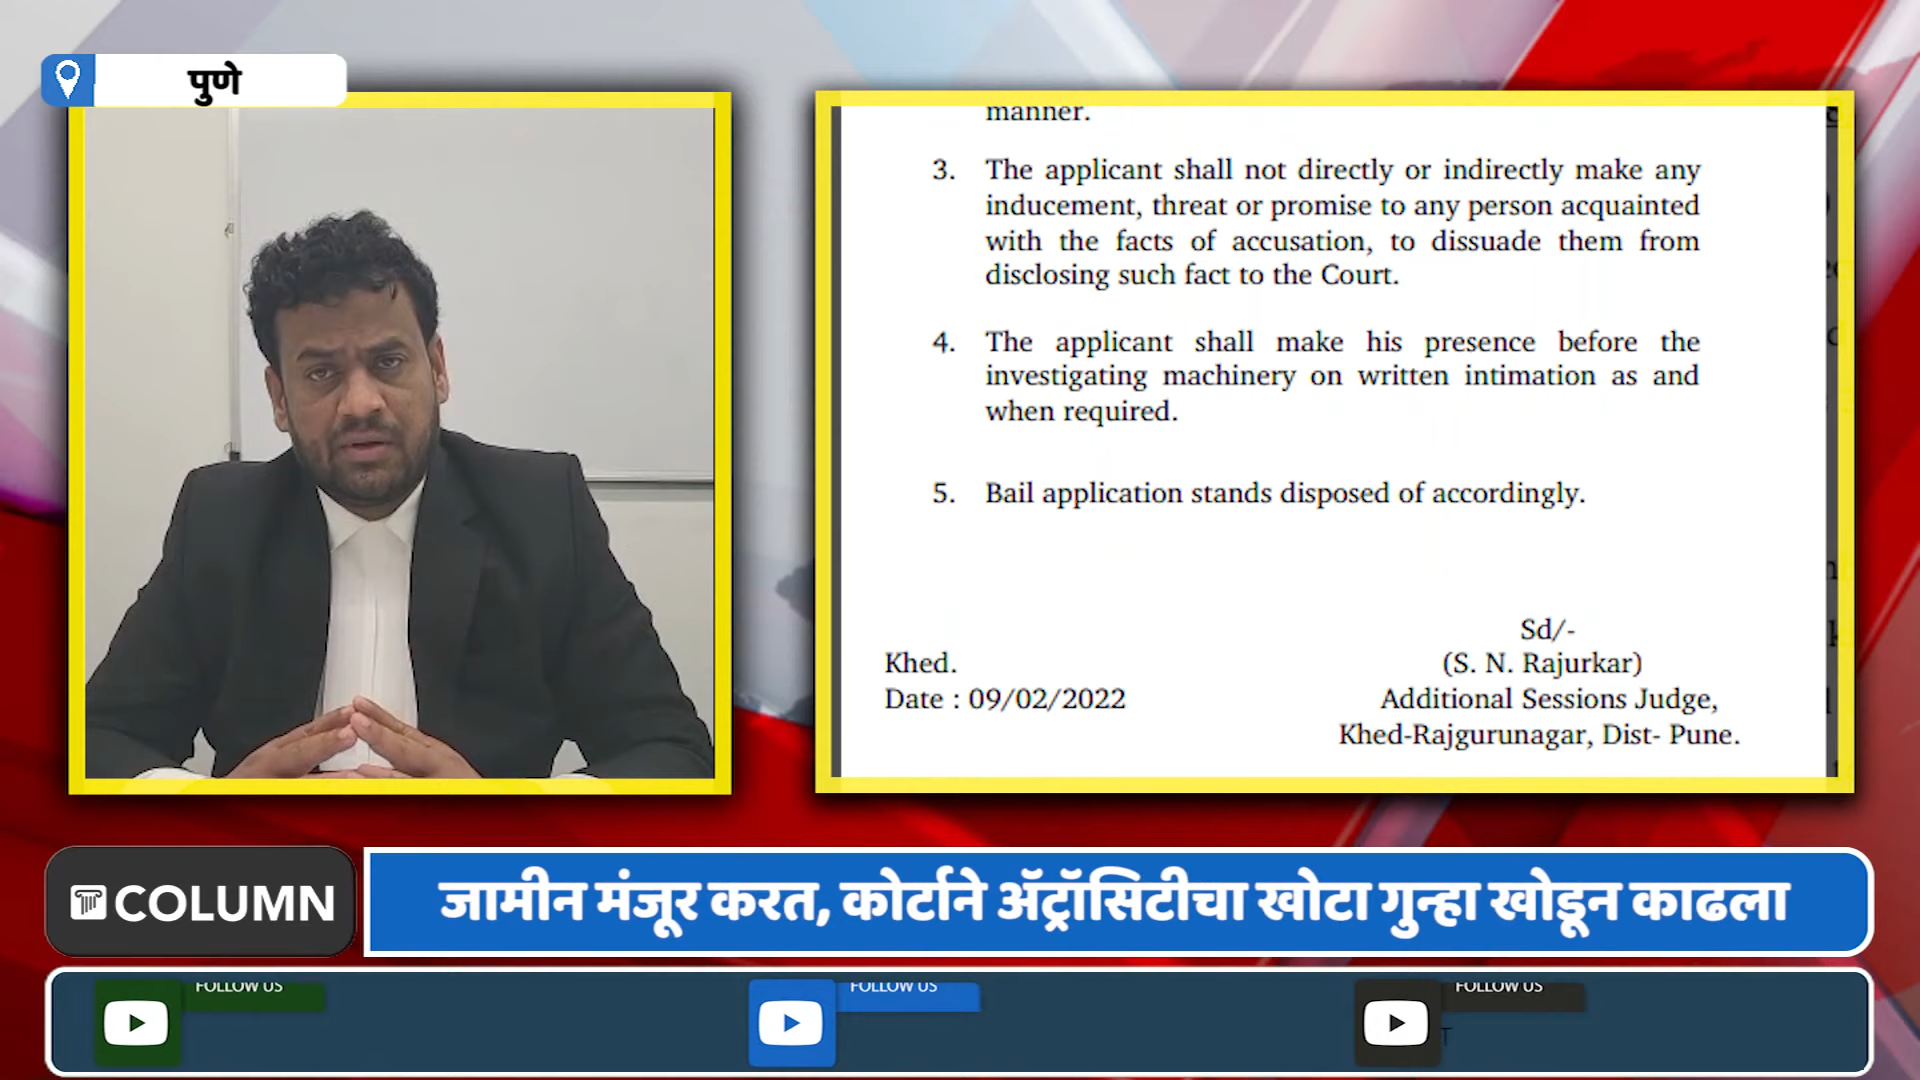 पुणे
manner.
3. The applicant shall not directly or indirectly make any
inducement, threat or promise to any person acquainted
with the facts of accusation, to dissuade them from
disclosing such fact to the Court.
4. The applicant shall make his presence before the
investigating machinery on written intimation as and
when required.
5. Bail application stands disposed of accordingly.
Sd/-
Khed.
(S. N. Rajurkar)
Date : 09/02/2022
Additional Sessions Judge,
Khed-Rajgurunagar, Dist- Pune.
COLUMN
जामीन मंजूर करत, कोर्टाने ॲट्रॉसिटीचा खोटा गुन्हा खोडून काढला
FOLLOW US
FOLLOW US
FOLLOW US